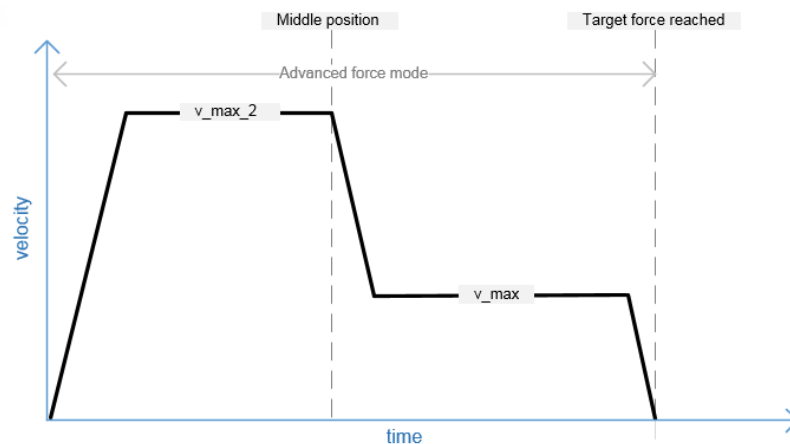 Middle position
Target force reached
Advanced force mode
v_max_2
velocity
v_max
time